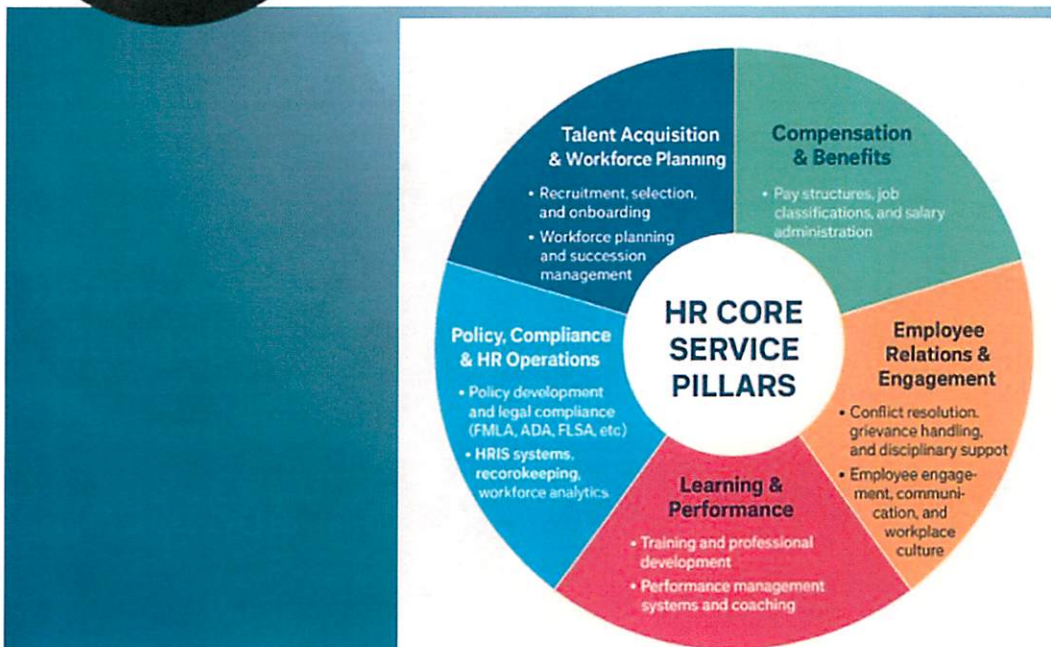 Talent Acquisition
& Workforce Planning
• Recruitment, selection,
and onboarding
• Workforce planning
and succession
management
Compensation
& Benefits
• Pay structures, job
classifications, and salary
administration
HR CORE
SERVICE
PILLARS
Employee
Relations &
Engagement
• Conflict resolution.
grievance handling,
and disciplinary suppot
• Employee engage-
ment, communi-
cation, and
workplace
culture
Learning &
Performance
• Training and professional
development
• Performance management
systems and coaching
Policy, Compliance
& HR Operations
• Policy development
and legal compliance
(FMLA, ADA, FLSA, etc)
• HRIS systems,
recorokeeping,
workforce analytics